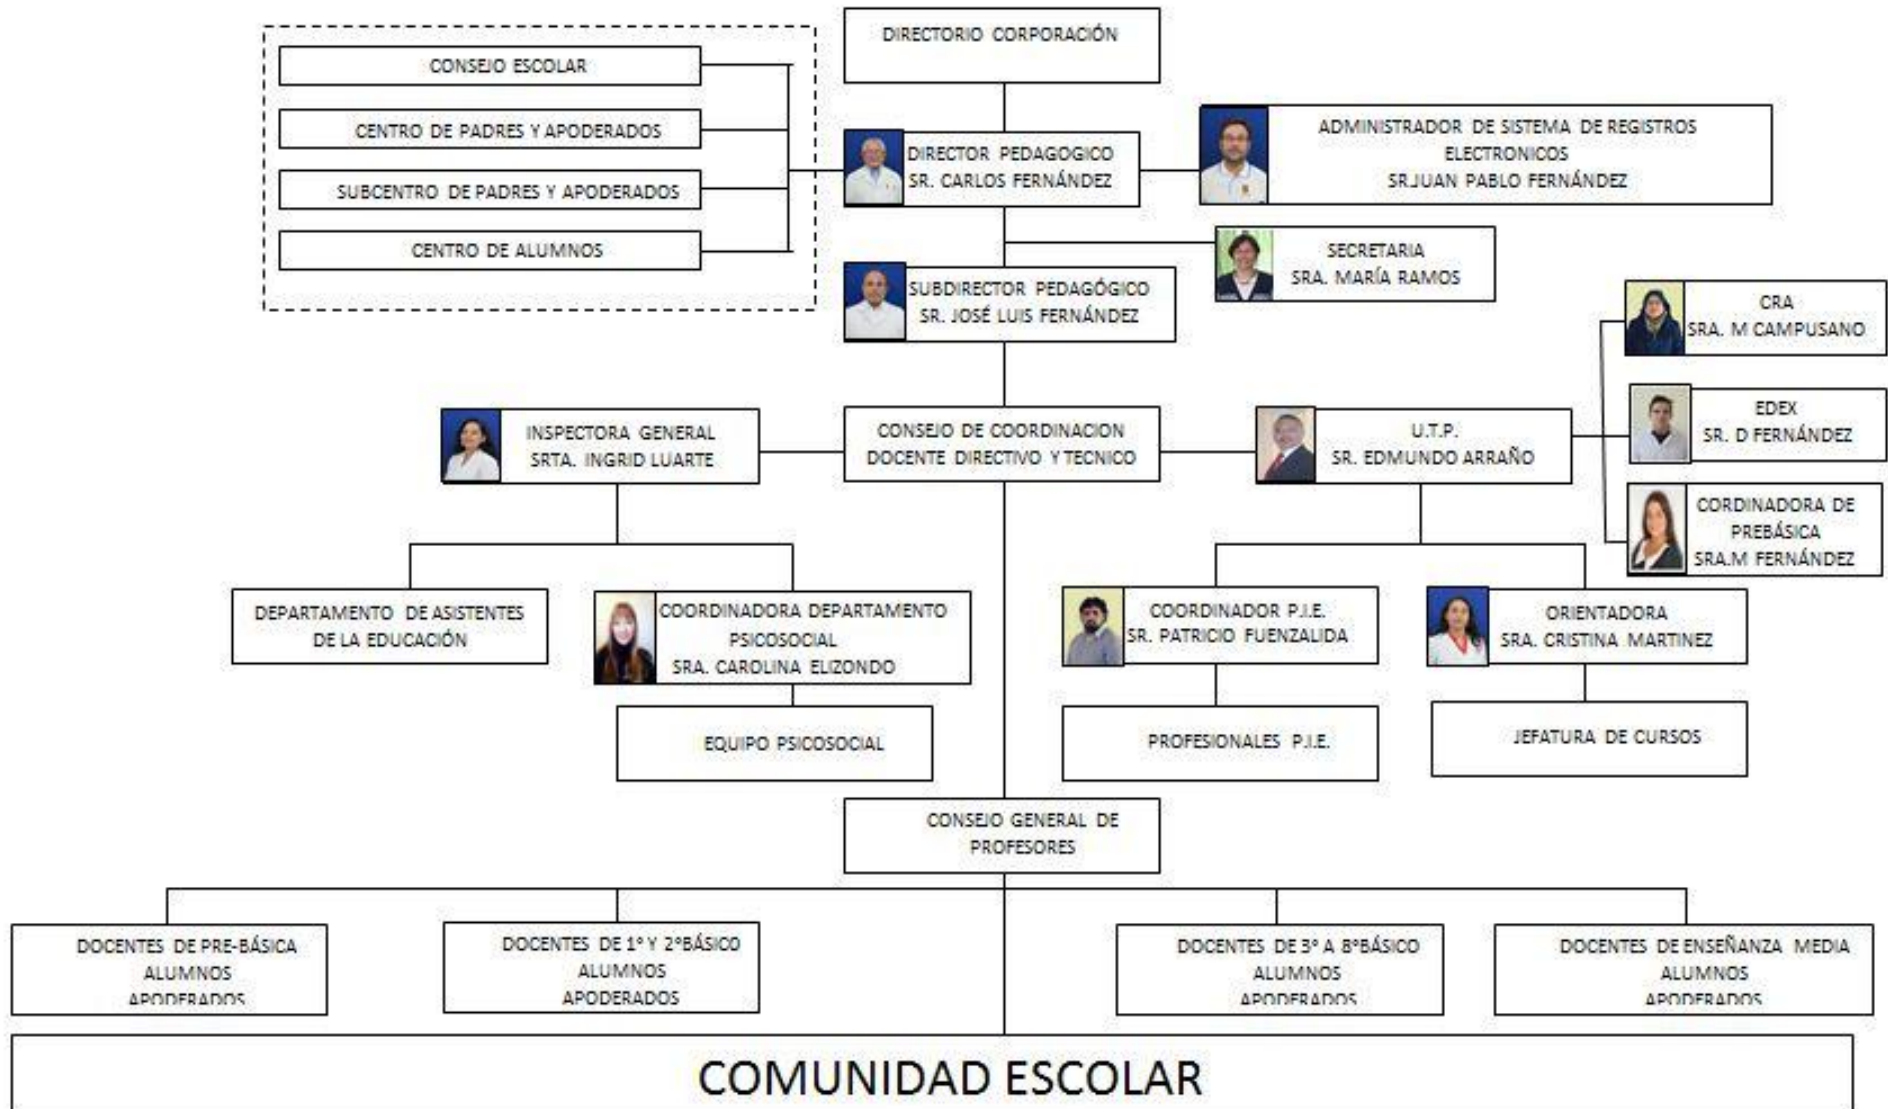 DIRECTORIO CORPORACIÓN
CONSEJO ESCOLAR
CENTRO DE PADRES Y APODERADOS
SUBCENTRO DE PADRES Y APODERADOS
CENTRO DE ALUMNOS
DIRECTOR PEDAGOGICO
SR. CARLOS FERNÁNDEZ
ADMINISTRADOR DE SISTEMA DE REGISTROS
ELECTRONICOS
SR.JUAN PABLO FERNÁNDEZ
SECRETARIA
SRA. MARÍA RAMOS
SUBDIRECTOR PEDAGÓGICO
SR. JOSÉ LUIS FERNÁNDEZ
CRA
SRA. M CAMPUSANO
EDEX
SR. D FERNÁNDEZ
CORDINADORA DE
PREBÁSICA
SRA.M FERNÁNDEZ
INSPECTORA GENERAL
SRTA. INGRID LUARTE
CONSEJO DE COORDINACION
DOCENTE DIRECTIVO Y TECNICO
U.T.P.
SR. EDMUNDO ARRAÑO
DEPARTAMENTO DE ASISTENTES
DE LA EDUCACIÓN
COORDINADORA DEPARTAMENTO
PSICOSOCIAL
SRA. CAROLINA ELIZONDO
COORDINADOR P.I.E.
SR. PATRICIO FUENZALIDA
ORIENTADORA
SRA. CRISTINA MARTINEZ
EQUIPO PSICOSOCIAL
PROFESIONALES P.I.E.
JEFATURA DE CURSOS
CONSEJO GENERAL DE
PROFESORES
DOCENTES DE PRE-BÁSICA
ALUMNOS
APODERADOS
DOCENTES DE 1° Y 2°BÁSICO
ALUMNOS
APODERADOS
DOCENTES DE 3° A 8°BÁSICO
ALUMNOS
APODERADOS
DOCENTES DE ENSEÑANZA MEDIA
ALUMNOS
APODERADOS
COMUNIDAD ESCOLAR